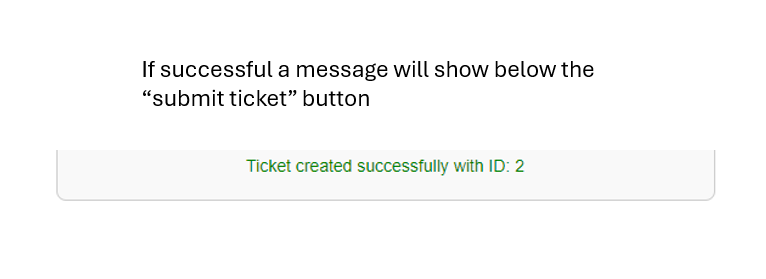 If successful a message will show below the
“submit ticket” button
Ticket created successfully with ID: 2